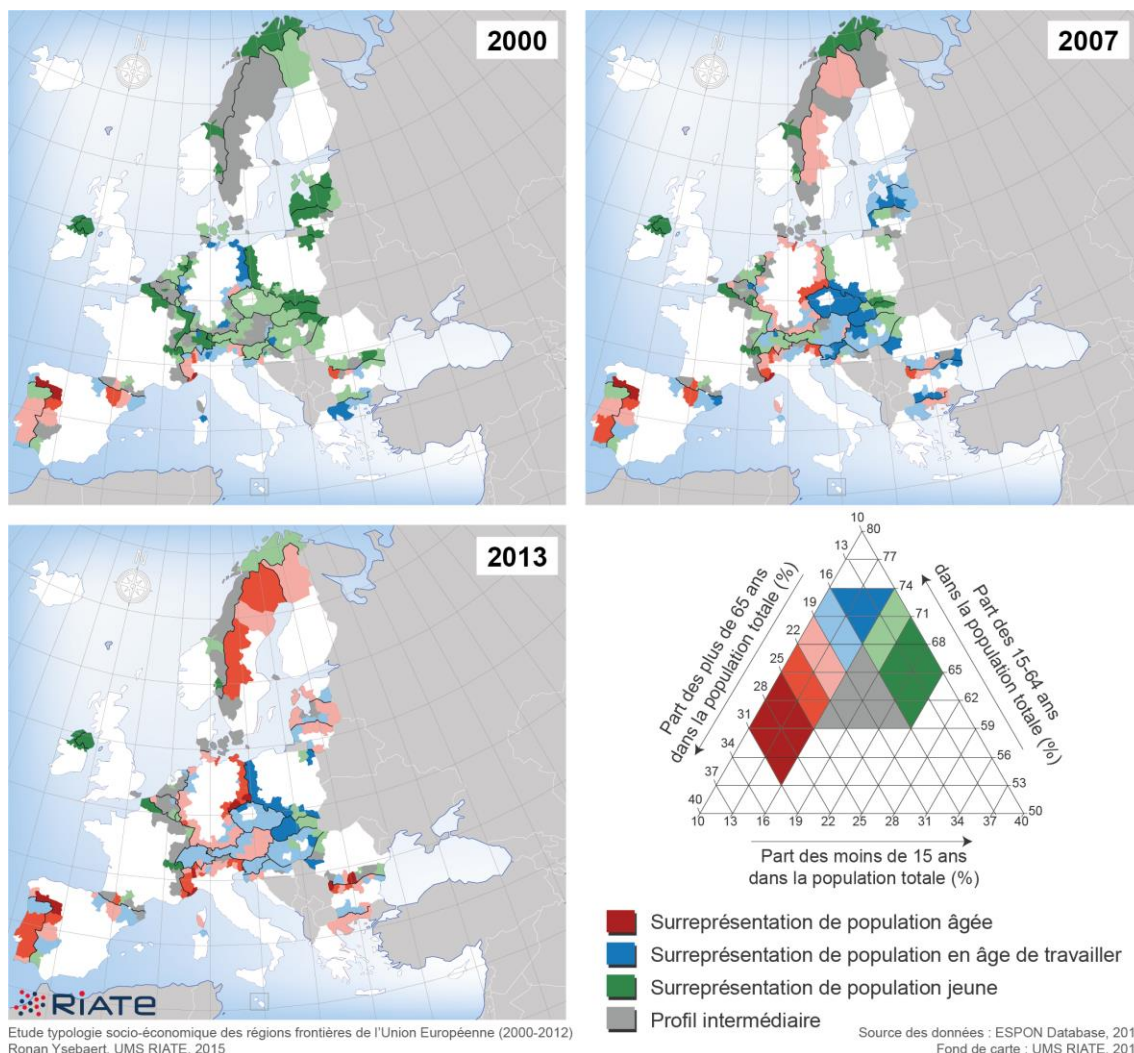 2000
2007
2013
10
80
13
77
16
74
19
71
22
68
25
65
28
62
31
59
34
56
37
53
40
50
10 13 16 19 22 25 28 31 34 37 40
Part des plus de 65 ans
dans la population totale (%)
Part des 15-64 ans
dans la population totale (%)
Part des moins de 15 ans
dans la population totale (%)
Surreprésentation de population âgée
Surreprésentation de population en âge de travailler
Surreprésentation de population jeune
Profil intermédiaire
RIATE
Etude typologie socio-économique des régions frontières de l'Union Européenne (2000-2012)
Ronan Ysebaert, UMS RIATE, 2015
Source des données : ESPON Database, 201
Fond de carte : UMS RIATE, 201